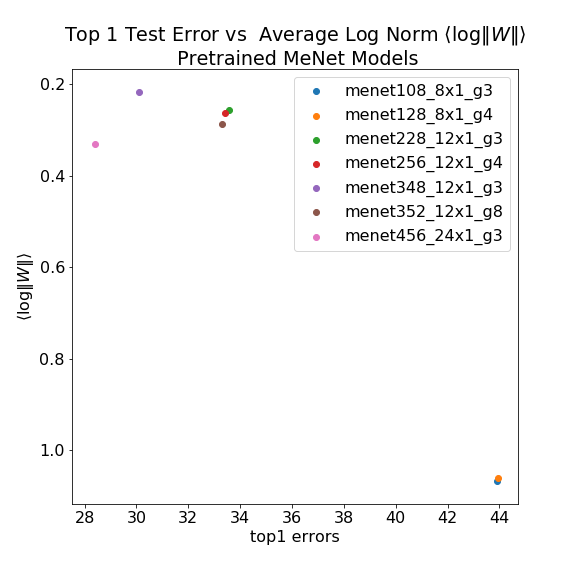 Top 1 Test Error vs  Average Log Norm ⟨log‖W‖⟩
Pretrained MeNet Models
menet108_8x1_g3
menet128_8x1_g4
menet228_12x1_g3
menet256_12x1_g4
menet348_12x1_g3
menet352_12x1_g8
menet456_24x1_g3
0.2
0.4
0.6
0.8
1.0
⟨log‖W‖⟩
28 30 32 34 36 38 40 42 44
top1 errors